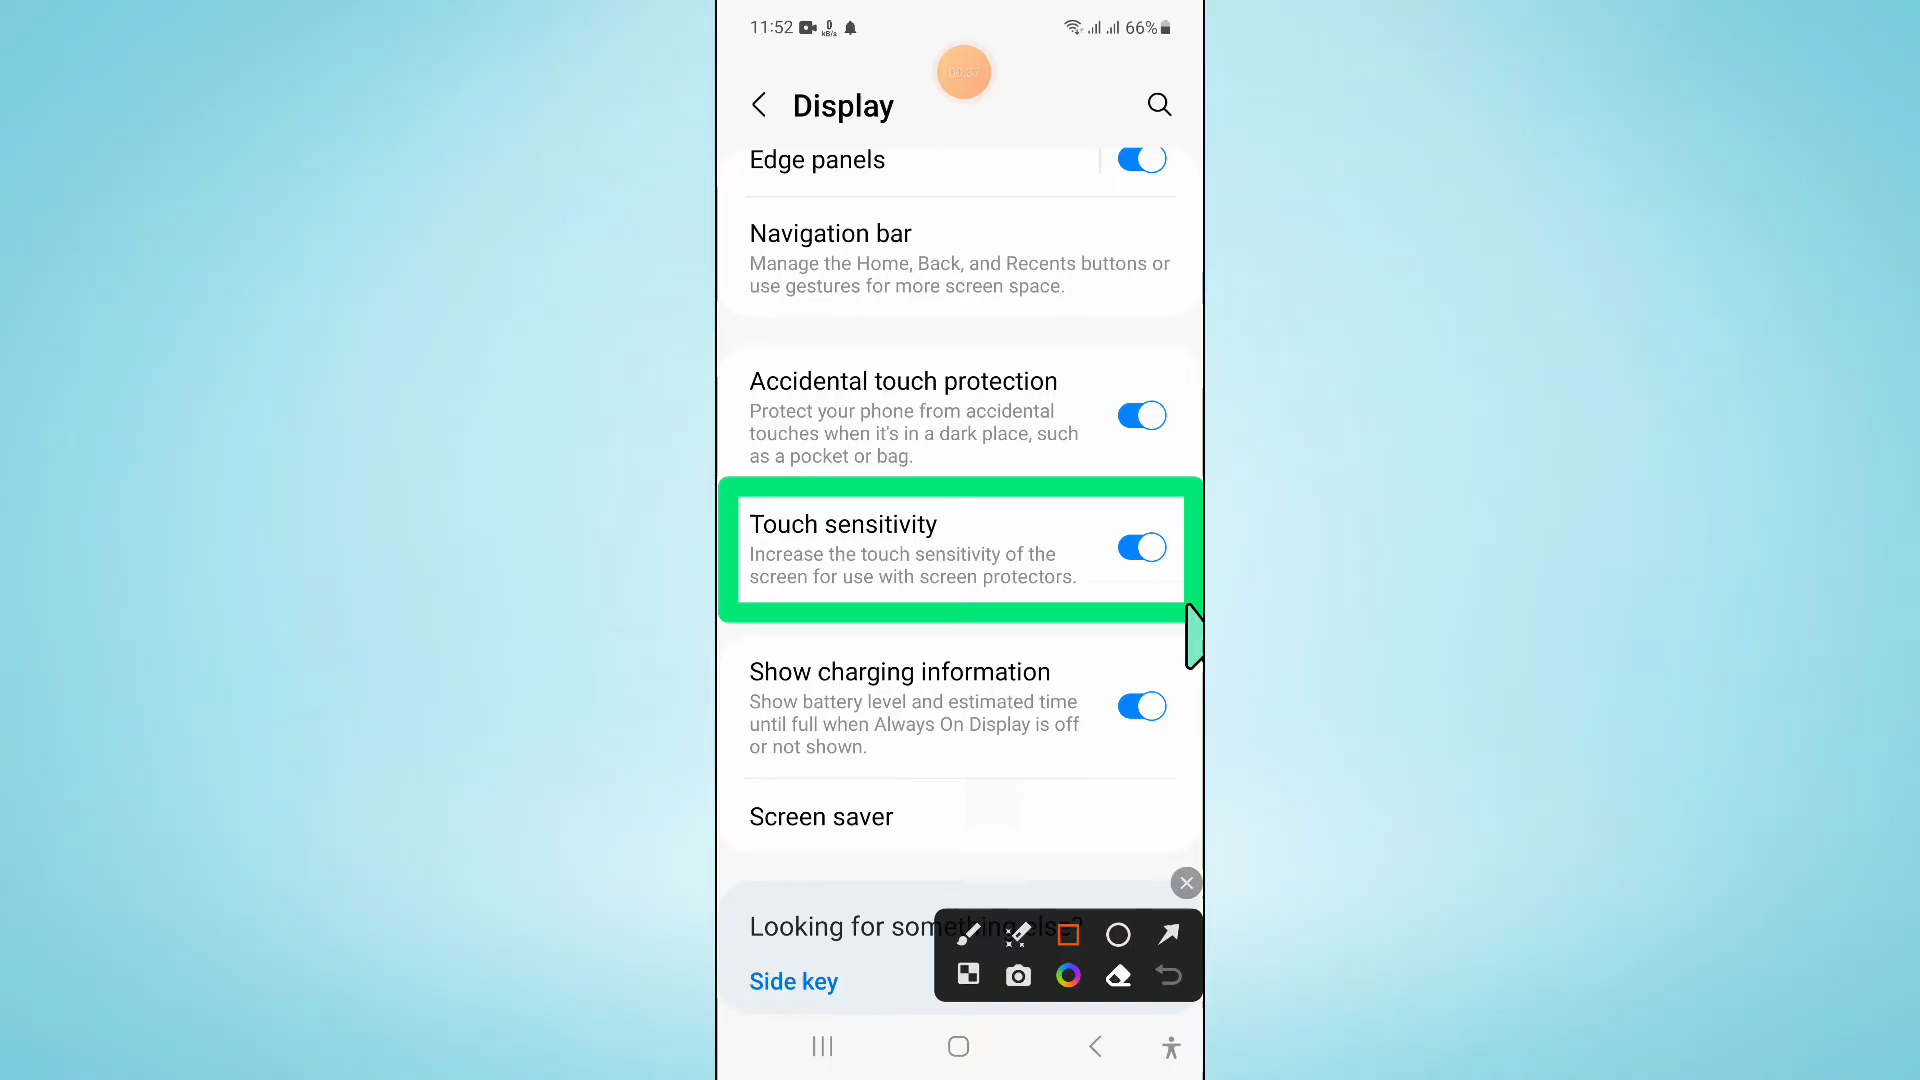 11:52 0 kB/s 66%
00:37
Display
Edge panels
Navigation bar
Manage the Home, Back, and Recents buttons or
use gestures for more screen space.
Accidental touch protection
Protect your phone from accidental
touches when it's in a dark place, such
as a pocket or bag.
Touch sensitivity
Increase the touch sensitivity of the
screen for use with screen protectors.
Show charging information
Show battery level and estimated time
until full when Always On Display is off
or not shown.
Screen saver
Looking for something else?
Side key